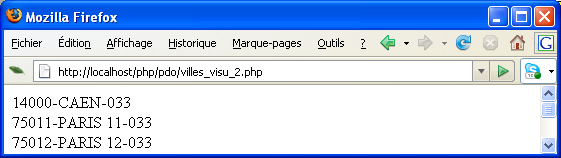 Mozilla Firefox
Fichier Édition Affichage Historique Marque-pages Outils ?
http://localhost/php/pdo/villes_visu_2.php
14000-CAEN-033
75011-PARIS 11-033
75012-PARIS 12-033